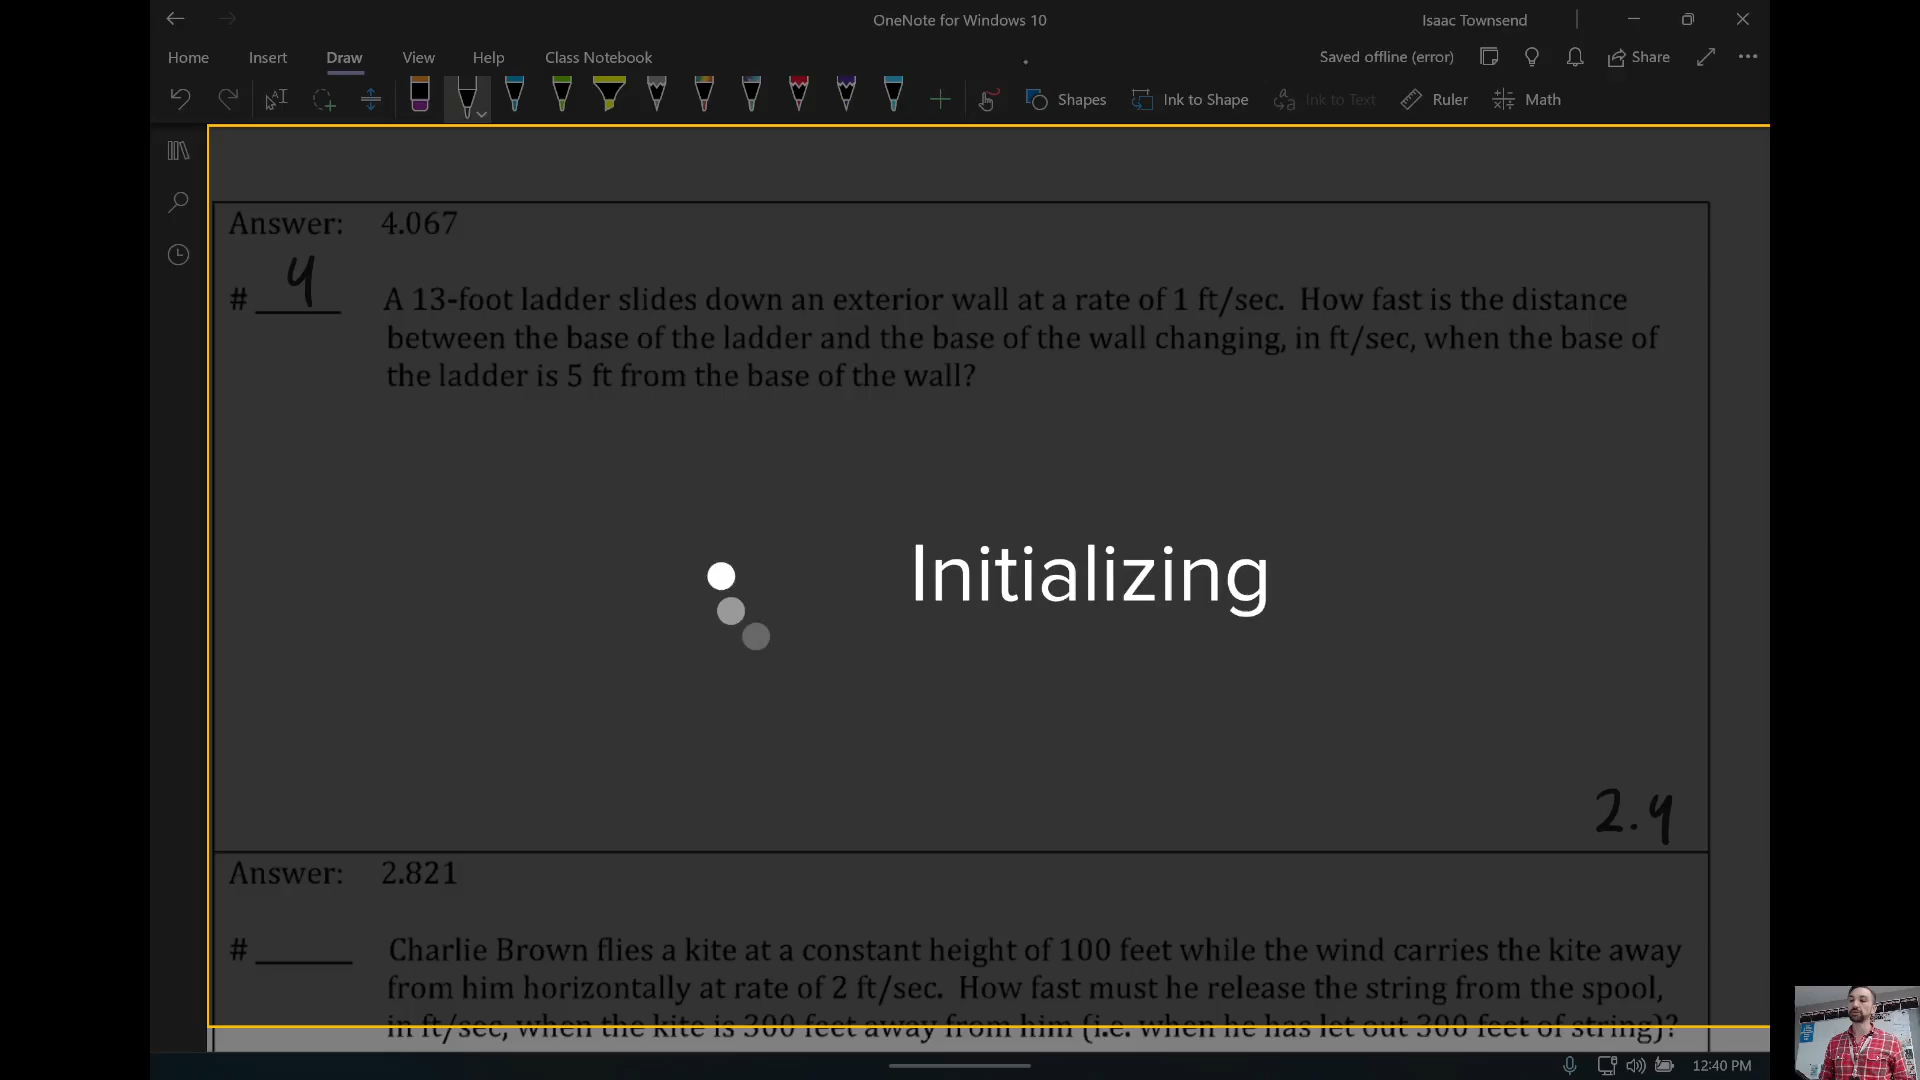 OneNote for Windows 10
Isaac Townsend
Home Insert Draw View Help Class Notebook
Saved offline (error) Share
Shapes Ink to Shape Ink to Text Ruler Math
Answer: 4.067
# 4 A 13-foot ladder slides down an exterior wall at a rate of 1 ft/sec. How fast is the distance
between the base of the ladder and the base of the wall changing, in ft/sec, when the base of
the ladder is 5 ft from the base of the wall?
Initializing
2.4
Answer: 2.821
# Charlie Brown flies a kite at a constant height of 100 feet while the wind carries the kite away
from him horizontally at rate of 2 ft/sec. How fast must he release the string from the spool,
in ft/sec, when the kite is 300 feet away from him (i.e. when he has let out 300 feet of string)?
12:40 PM